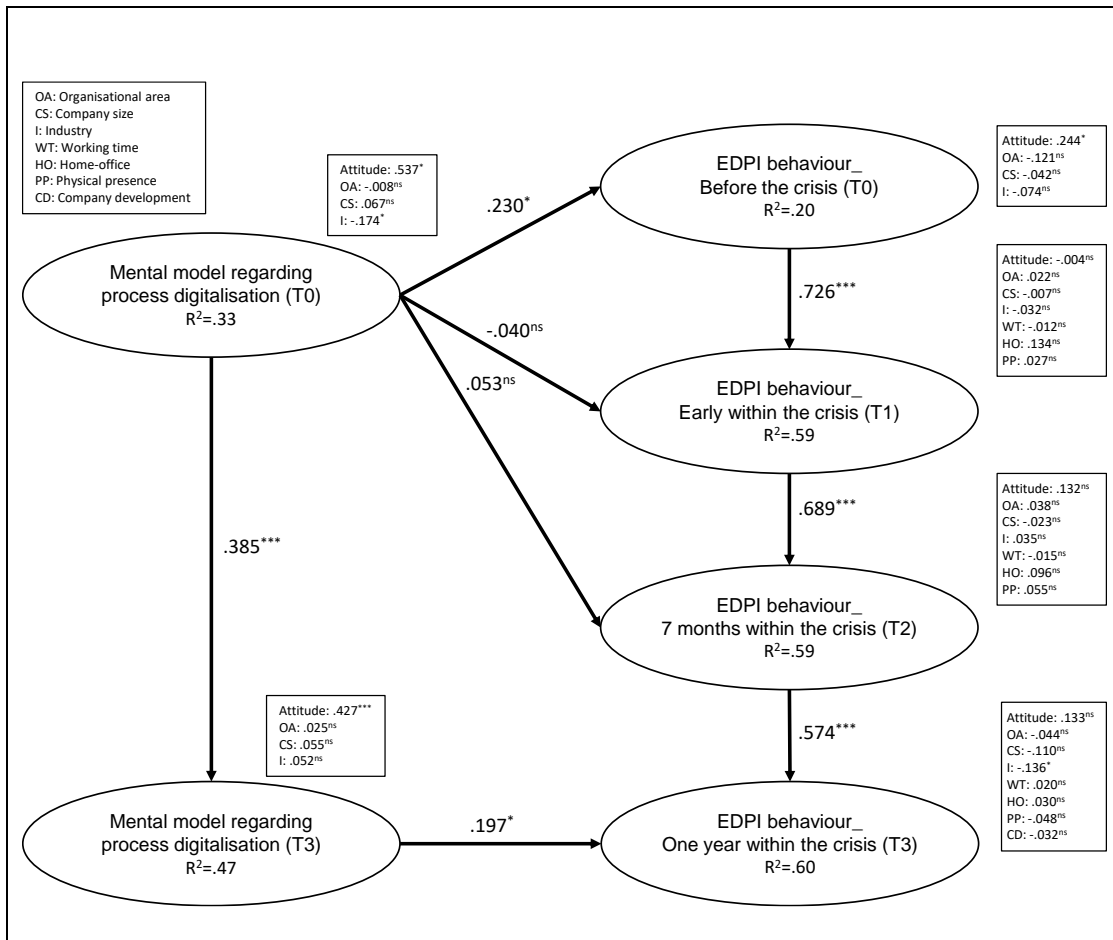 OA: Organisational area
CS: Company size
I: Industry
WT: Working time
HO: Home-office
PP: Physical presence
CD: Company development
Attitude: .537*
OA: -.008ns
CS: .067ns
I: -.174*
Mental model regarding
process digitalisation (T0)
R2=.33
.230*
-.040ns
.053ns
EDPI behaviour_
Before the crisis (T0)
R2=.20
Attitude: .244*
OA: -.121ns
CS: -.042ns
I: -.074ns
.726***
Attitude: -.004ns
OA: .022ns
CS: -.007ns
I: -.032ns
WT: -.012ns
HO: .134ns
PP: .027ns
EDPI behaviour_
Early within the crisis (T1)
R2=.59
.689***
Attitude: .132ns
OA: .038ns
CS: -.023ns
I: .035ns
WT: -.015ns
HO: .096ns
PP: .055ns
EDPI behaviour_
7 months within the crisis (T2)
R2=.59
.385***
.574***
Attitude: .427***
OA: .025ns
CS: .055ns
I: .052ns
Mental model regarding
process digitalisation (T3)
R2=.47
.197*
EDPI behaviour_
One year within the crisis (T3)
R2=.60
Attitude: .133ns
OA: -.044ns
CS: -.110ns
I: -.136*
WT: .020ns
HO: .030ns
PP: -.048ns
CD: -.032ns